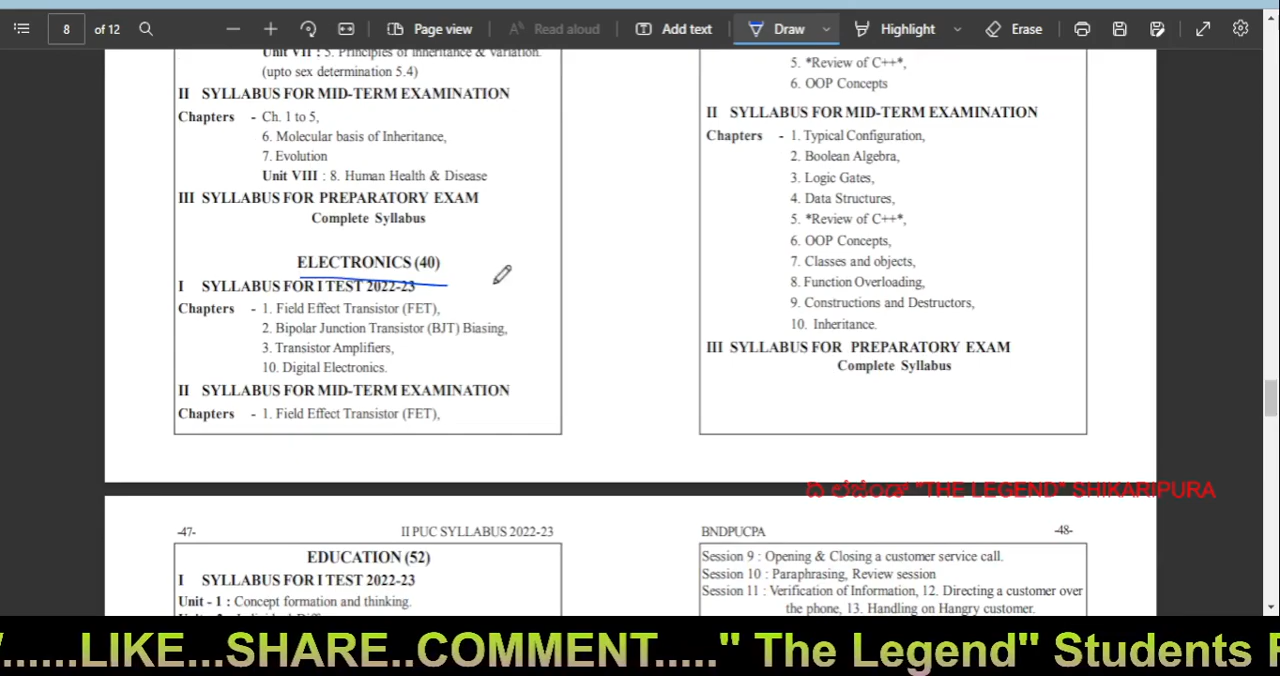 8 of 12 Page view Read aloud Add text Draw Highlight Erase
Unit VII : 5. Principles of Inheritance & Variation.
(upto sex determination 5.4)
II SYLLABUS FOR MID-TERM EXAMINATION
Chapters - Ch. 1 to 5,
6. Molecular basis of Inheritance,
7. Evolution
Unit VIII : 8. Human Health & Disease
III SYLLABUS FOR PREPARATORY EXAM
Complete Syllabus
ELECTRONICS (40)
I SYLLABUS FOR I TEST 2022-23
Chapters - 1. Field Effect Transistor (FET),
2. Bipolar Junction Transistor (BJT) Biasing,
3. Transistor Amplifiers,
10. Digital Electronics.
II SYLLABUS FOR MID-TERM EXAMINATION
Chapters - 1. Field Effect Transistor (FET),
5. *Review of C++*,
6. OOP Concepts
II SYLLABUS FOR MID-TERM EXAMINATION
Chapters - 1. Typical Configuration,
2. Boolean Algebra,
3. Logic Gates,
4. Data Structures,
5. *Review of C++*,
6. OOP Concepts,
7. Classes and objects,
8. Function Overloading,
9. Constructions and Destructors,
10. Inheritance.
III SYLLABUS FOR PREPARATORY EXAM
Complete Syllabus
"THE LEGEND" SHIKARIPURA
-47- II PUC SYLLABUS 2022-23
EDUCATION (52)
I SYLLABUS FOR I TEST 2022-23
Unit - 1 : Concept formation and thinking.
BNDPUCPA -48-
Session 9 : Opening & Closing a customer service call.
Session 10 : Paraphrasing, Review session
Session 11 : Verification of Information, 12. Directing a customer over
the phone, 13. Handling on Hangry customer.
......LIKE...SHARE..COMMENT....." The Legend" Students